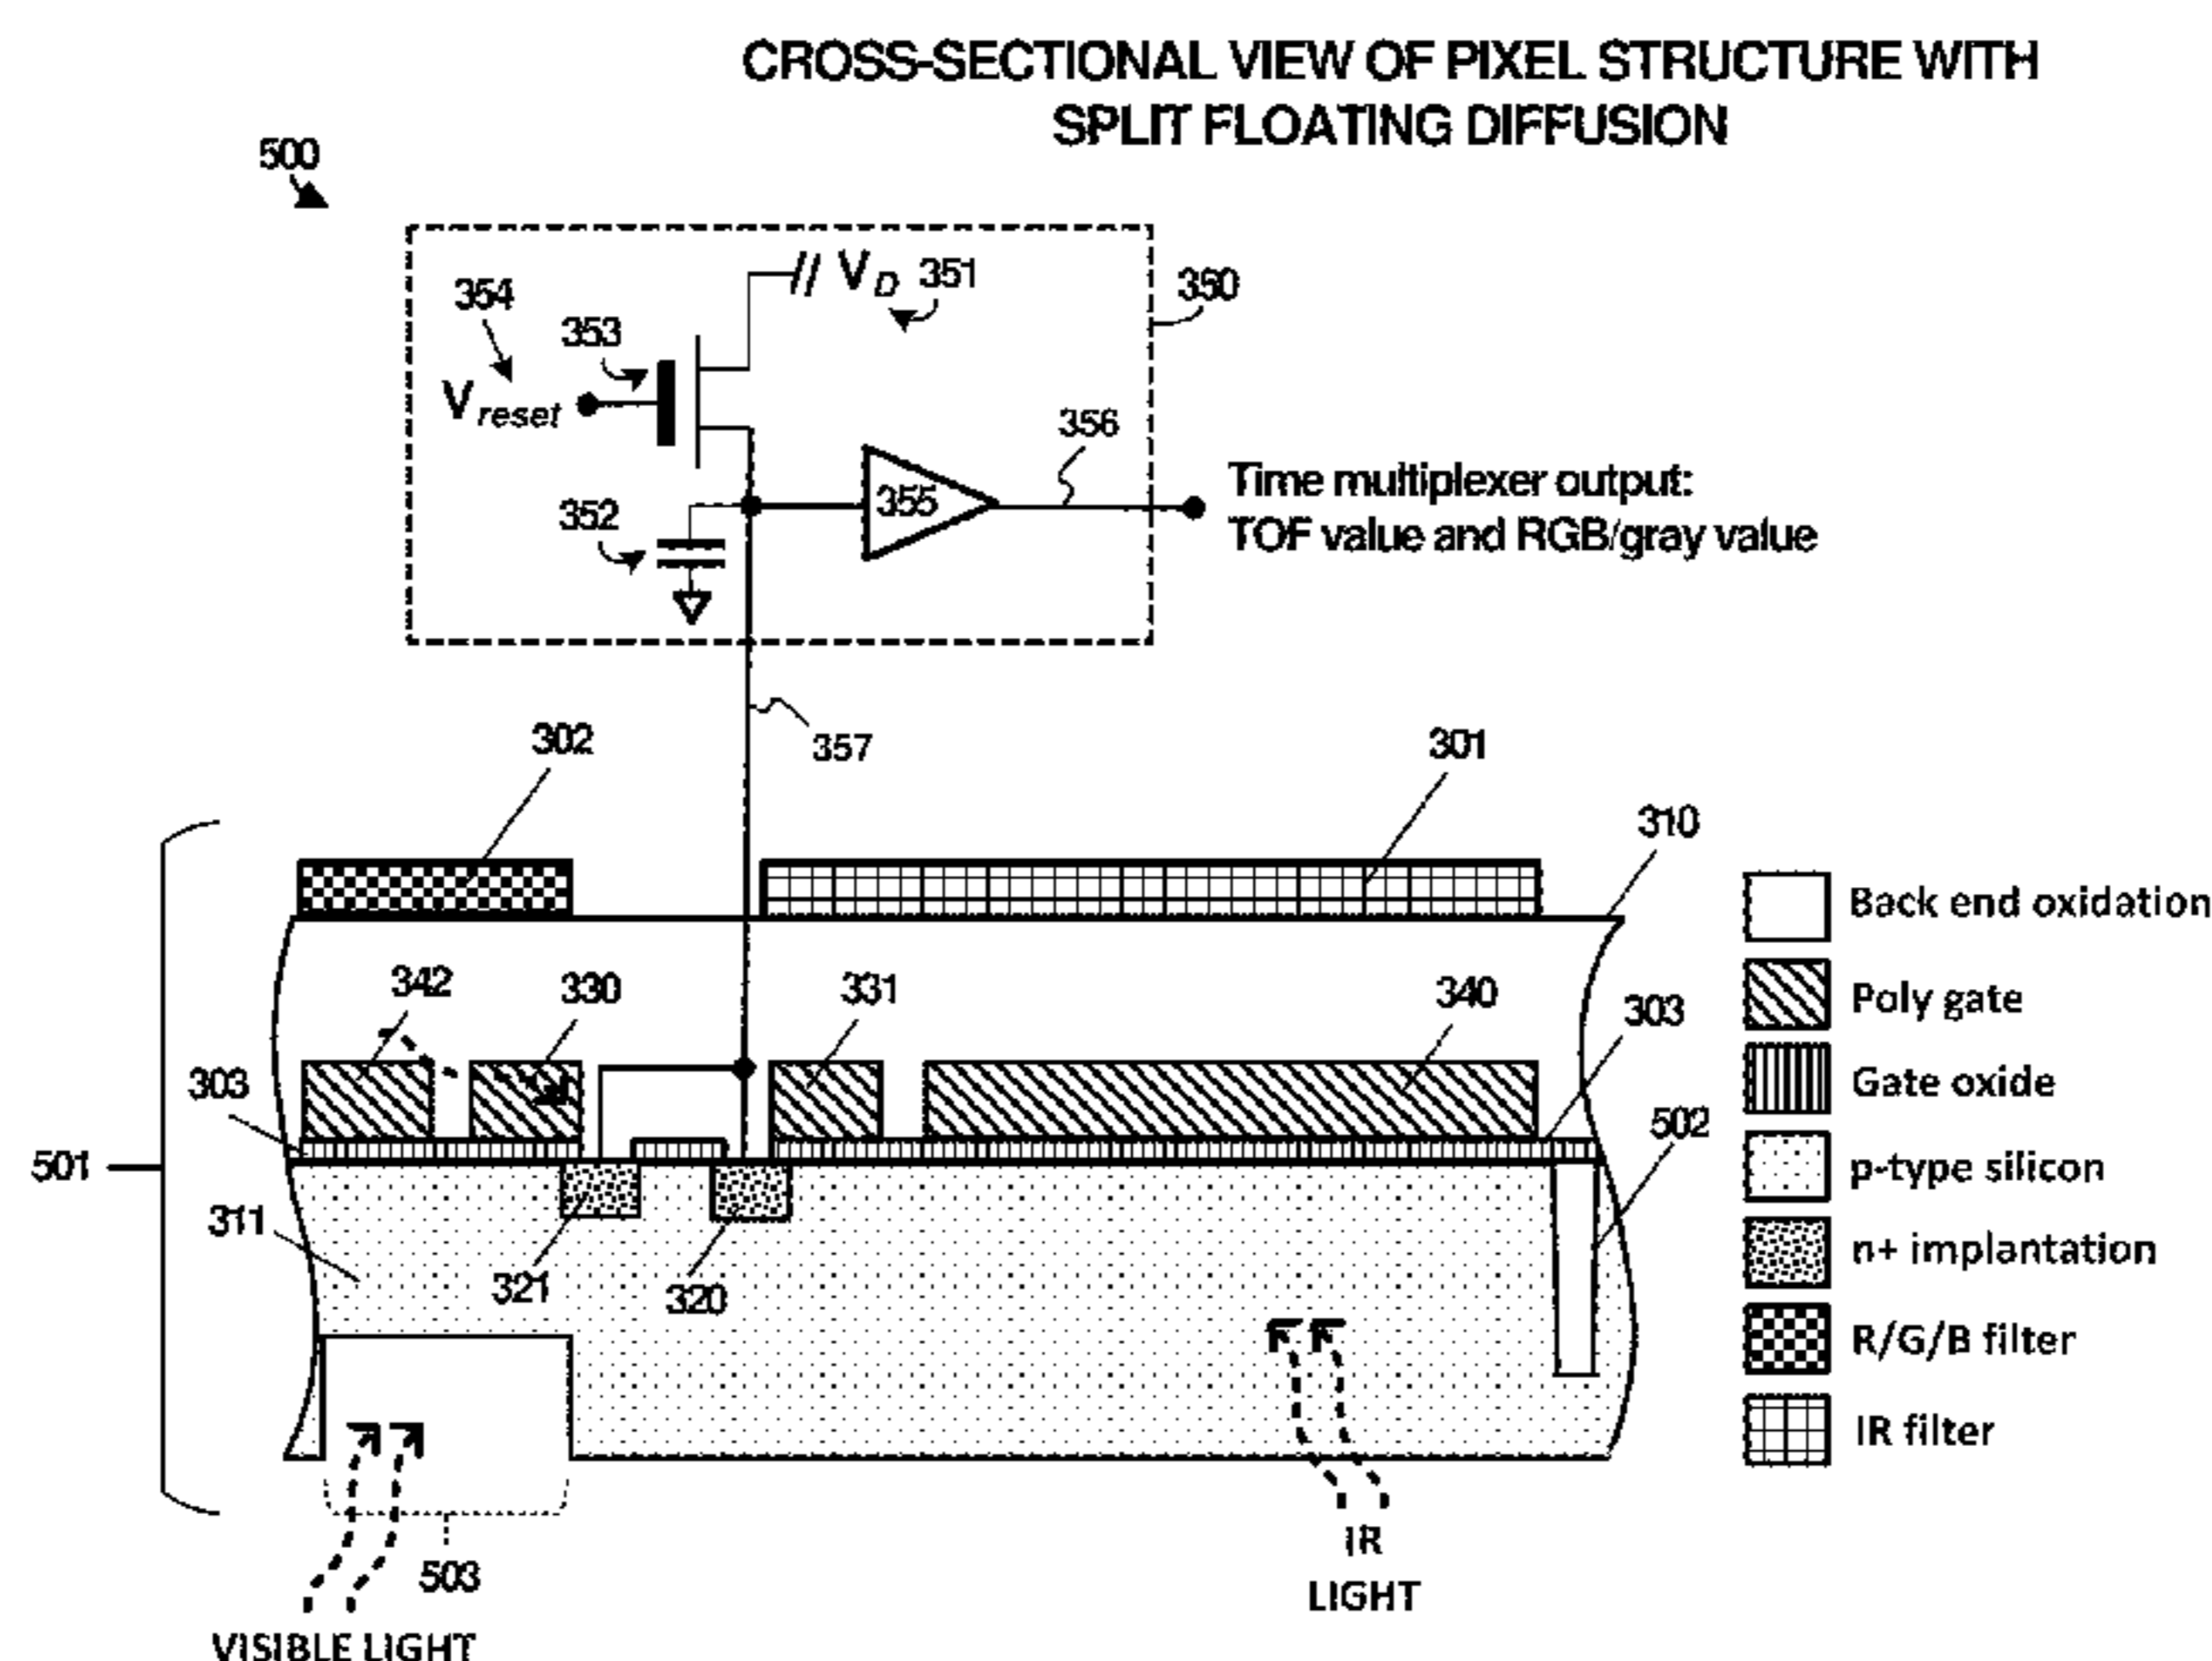 CROSS-SECTIONAL VIEW OF PIXEL STRUCTURE WITH
SPLIT FLOATING DIFFUSION
500
354
353
V_D
351
350
V_reset
356
352
355
Time multiplexer output:
TOF value and RGB/gray value
357
302
301
310
342
330
331
340
303
303
502
501
311
321
320
503
VISIBLE LIGHT
IR
LIGHT
Back end oxidation
Poly gate
Gate oxide
p-type silicon
n+ implantation
R/G/B filter
IR filter